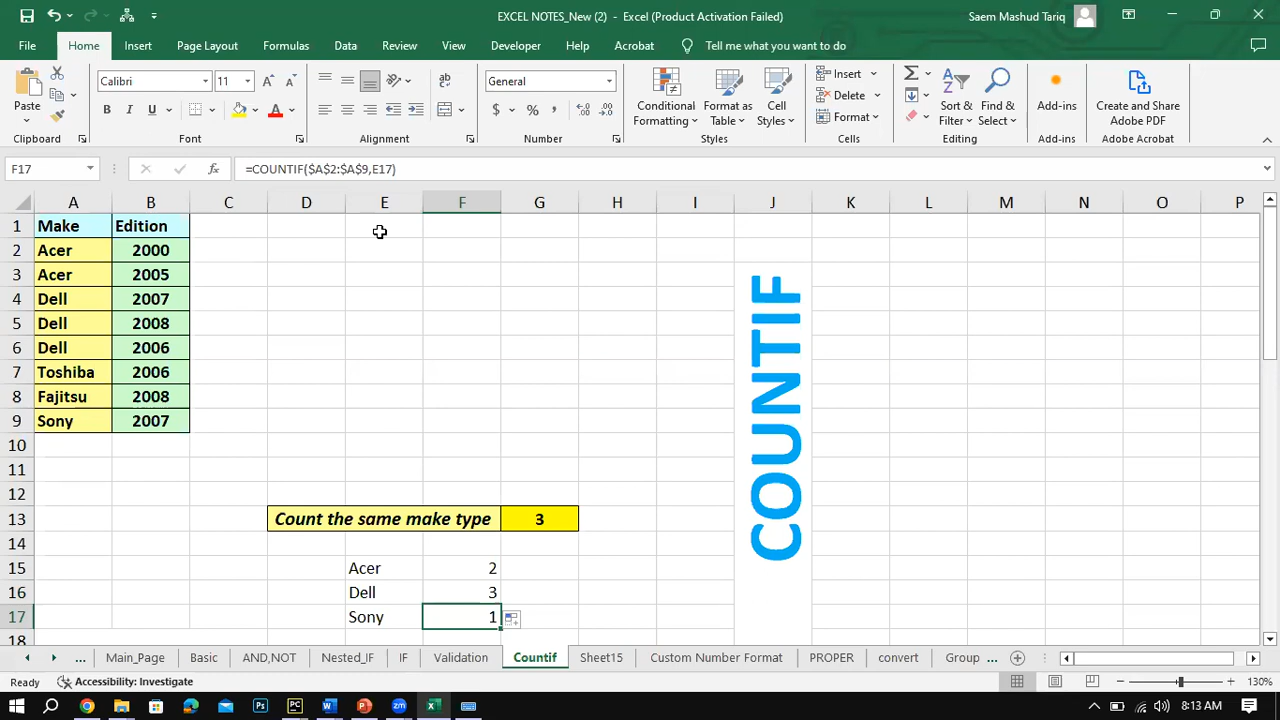 EXCEL NOTES_New (2) - Excel (Product Activation Failed)
Saem Mashud Tariq
File Home Insert Page Layout Formulas Data Review View Developer Help Acrobat Tell me what you want to do
Paste
Calibri 11
B I U
ab
General
$ % ,
Conditional Formatting
Format as Table
Cell Styles
Insert
Delete
Format
Sort & Filter
Find & Select
Add-ins
Create and Share Adobe PDF
Clipboard Font Alignment Number Styles Cells Editing Add-ins Adobe Acrobat
F17 fx =COUNTIF($A$2:$A$9,E17)
A B C D E F G H I J K L M N O P
1 Make Edition
2 Acer 2000
3 Acer 2005
4 Dell 2007
5 Dell 2008
6 Dell 2006
7 Toshiba 2006
8 Fajitsu 2008
9 Sony 2007
10
11
12
13 Count the same make type 3
14
15 Acer 2
16 Dell 3
17 Sony 1
18
COUNTIF
... Main_Page Basic AND,NOT Nested_IF IF Validation Countif Sheet15 Custom Number Format PROPER convert Group ...
Ready Accessibility: Investigate 130%
8:13 AM